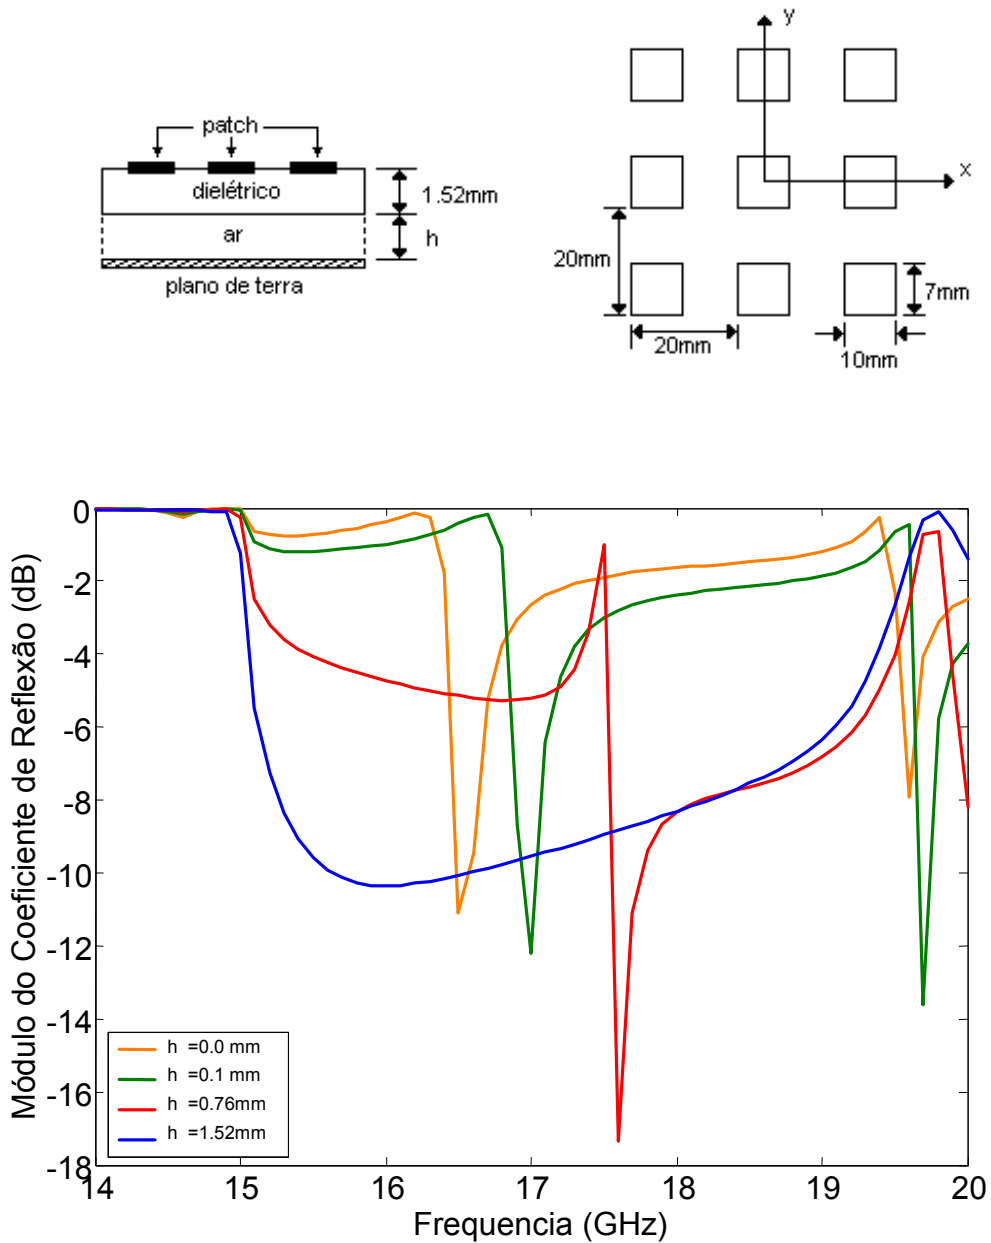 patch
dielétrico
1.52mm
ar
h
plano de terra
y
x
20mm
20mm
7mm
10mm
Módulo do Coeficiente de Reflexão (dB)
0
-2
-4
-6
-8
-10
-12
-14
-16
-18
h =0.0 mm
h =0.1 mm
h =0.76mm
h =1.52mm
14 15 16 17 18 19 20
Frequencia (GHz)